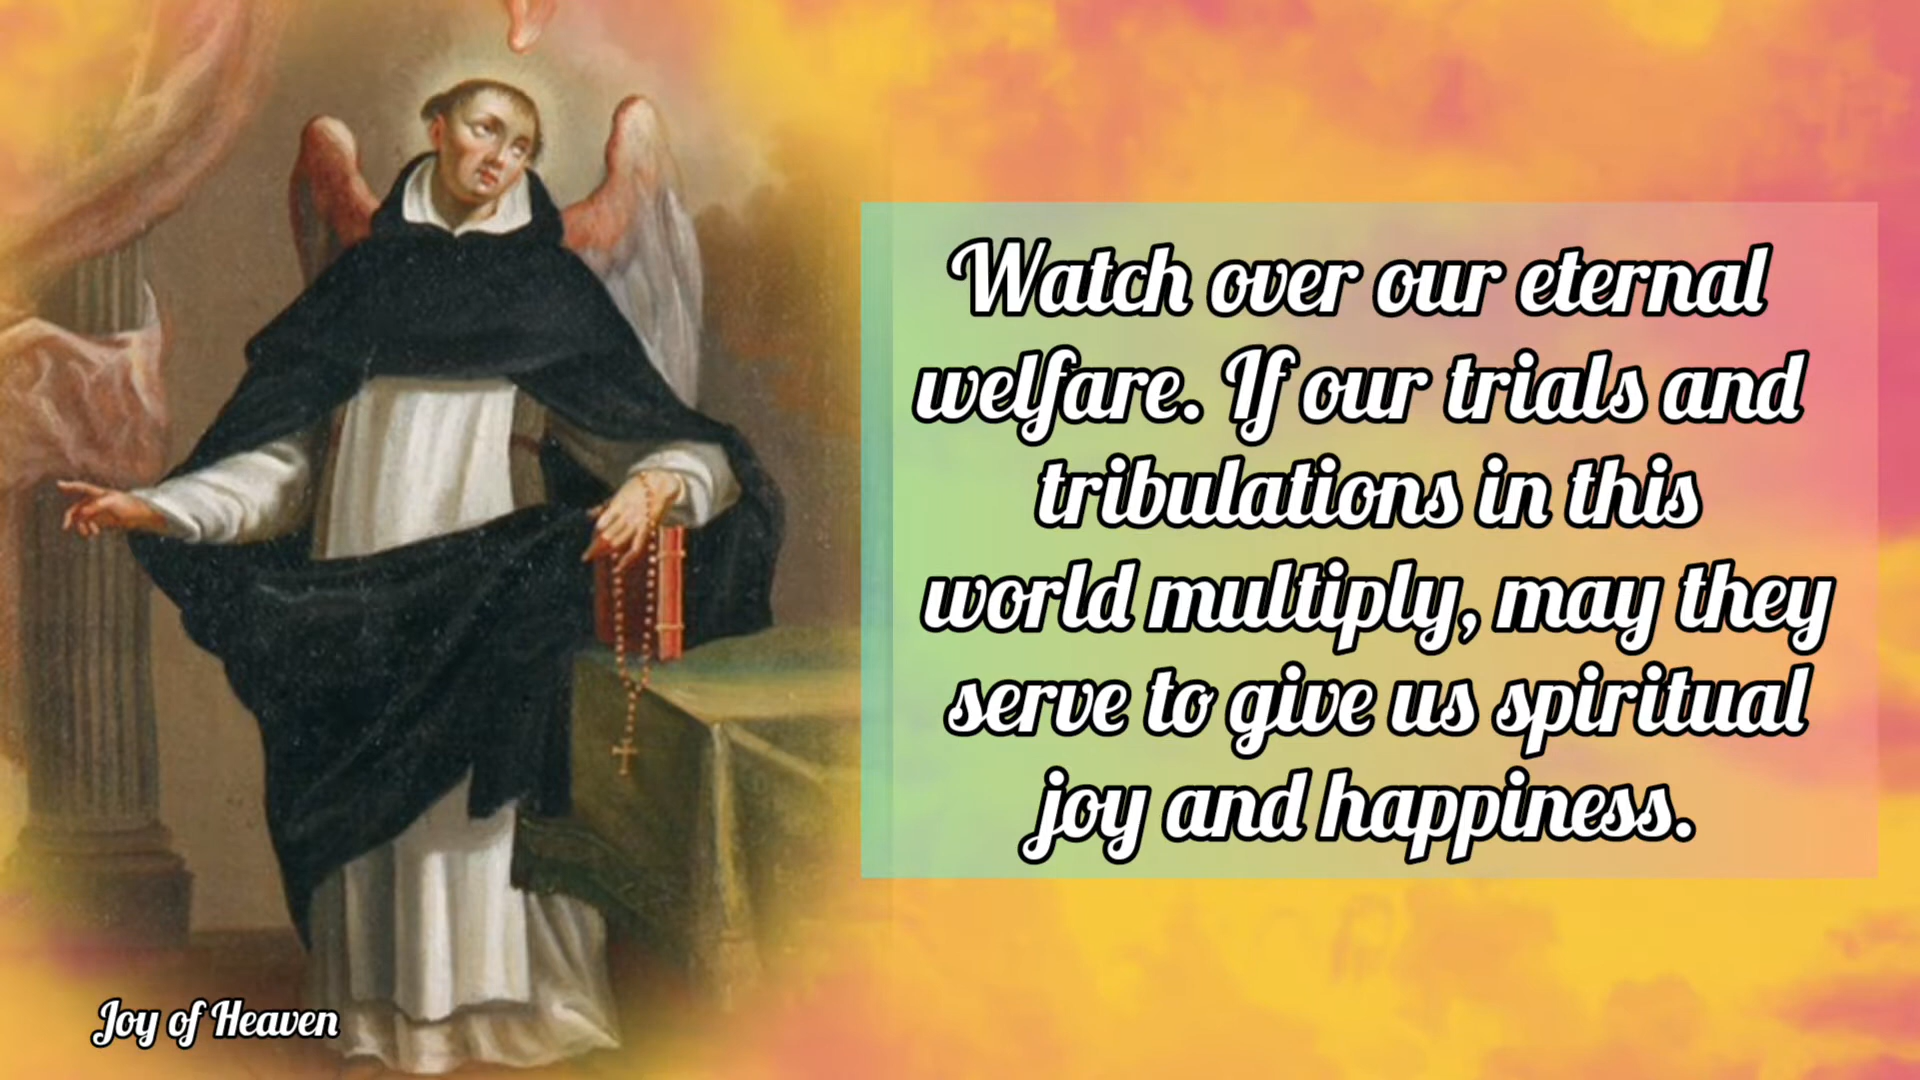 Watch over our eternal
welfare. If our trials and
tribulations in this
world multiply, may they
serve to give us spiritual
joy and happiness.
Joy of Heaven